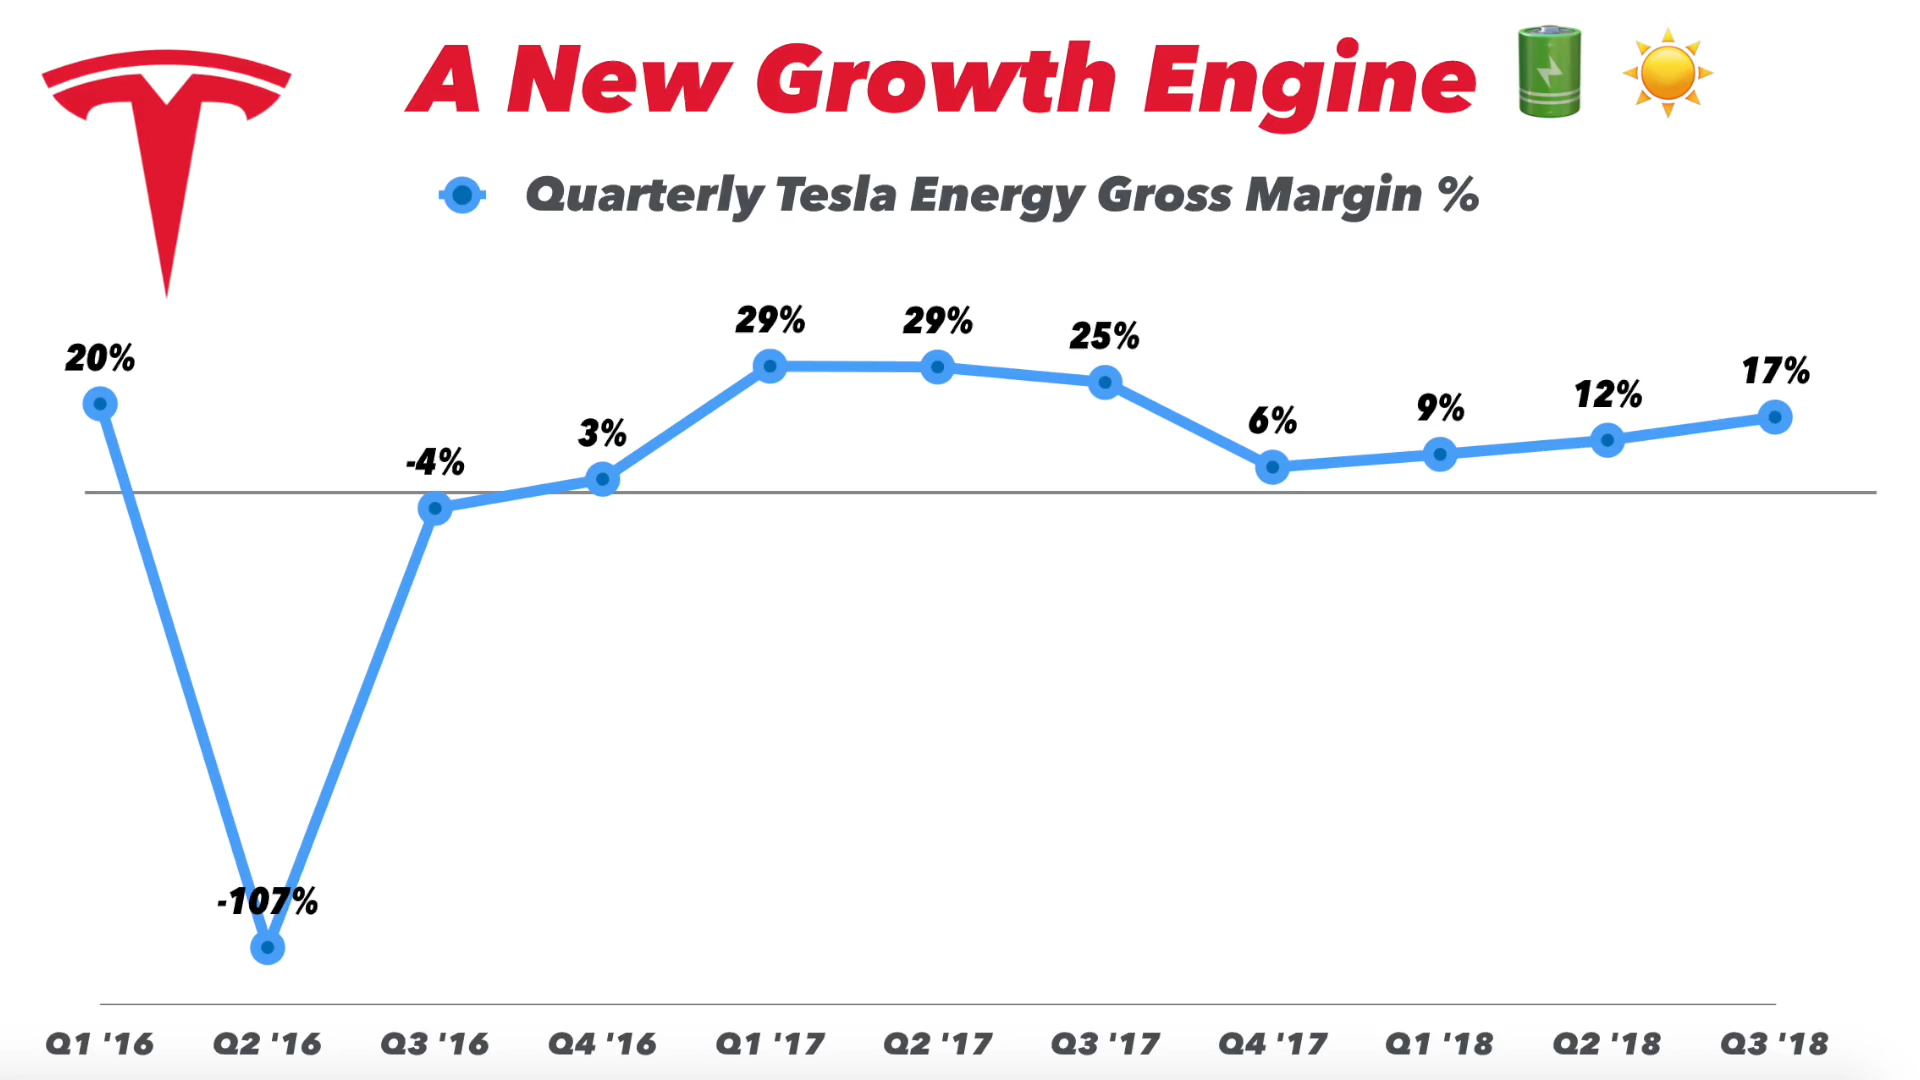 A New Growth Engine
Quarterly Tesla Energy Gross Margin %
20%
-107%
-4%
3%
29%
29%
25%
6%
9%
12%
17%
Q1 '16
Q2 '16
Q3 '16
Q4 '16
Q1 '17
Q2 '17
Q3 '17
Q4 '17
Q1 '18
Q2 '18
Q3 '18